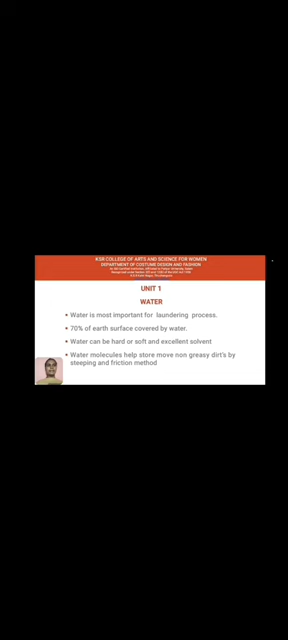 KSR COLLEGE OF ARTS AND SCIENCE FOR WOMEN
DEPARTMENT OF COSTUME DESIGN AND FASHION
UNIT 1
WATER
• Water is most important for laundering process.
• 70% of earth surface covered by water.
• Water can be hard or soft and excellent solvent
• Water molecules help store move non greasy dirt's by
steeping and friction method